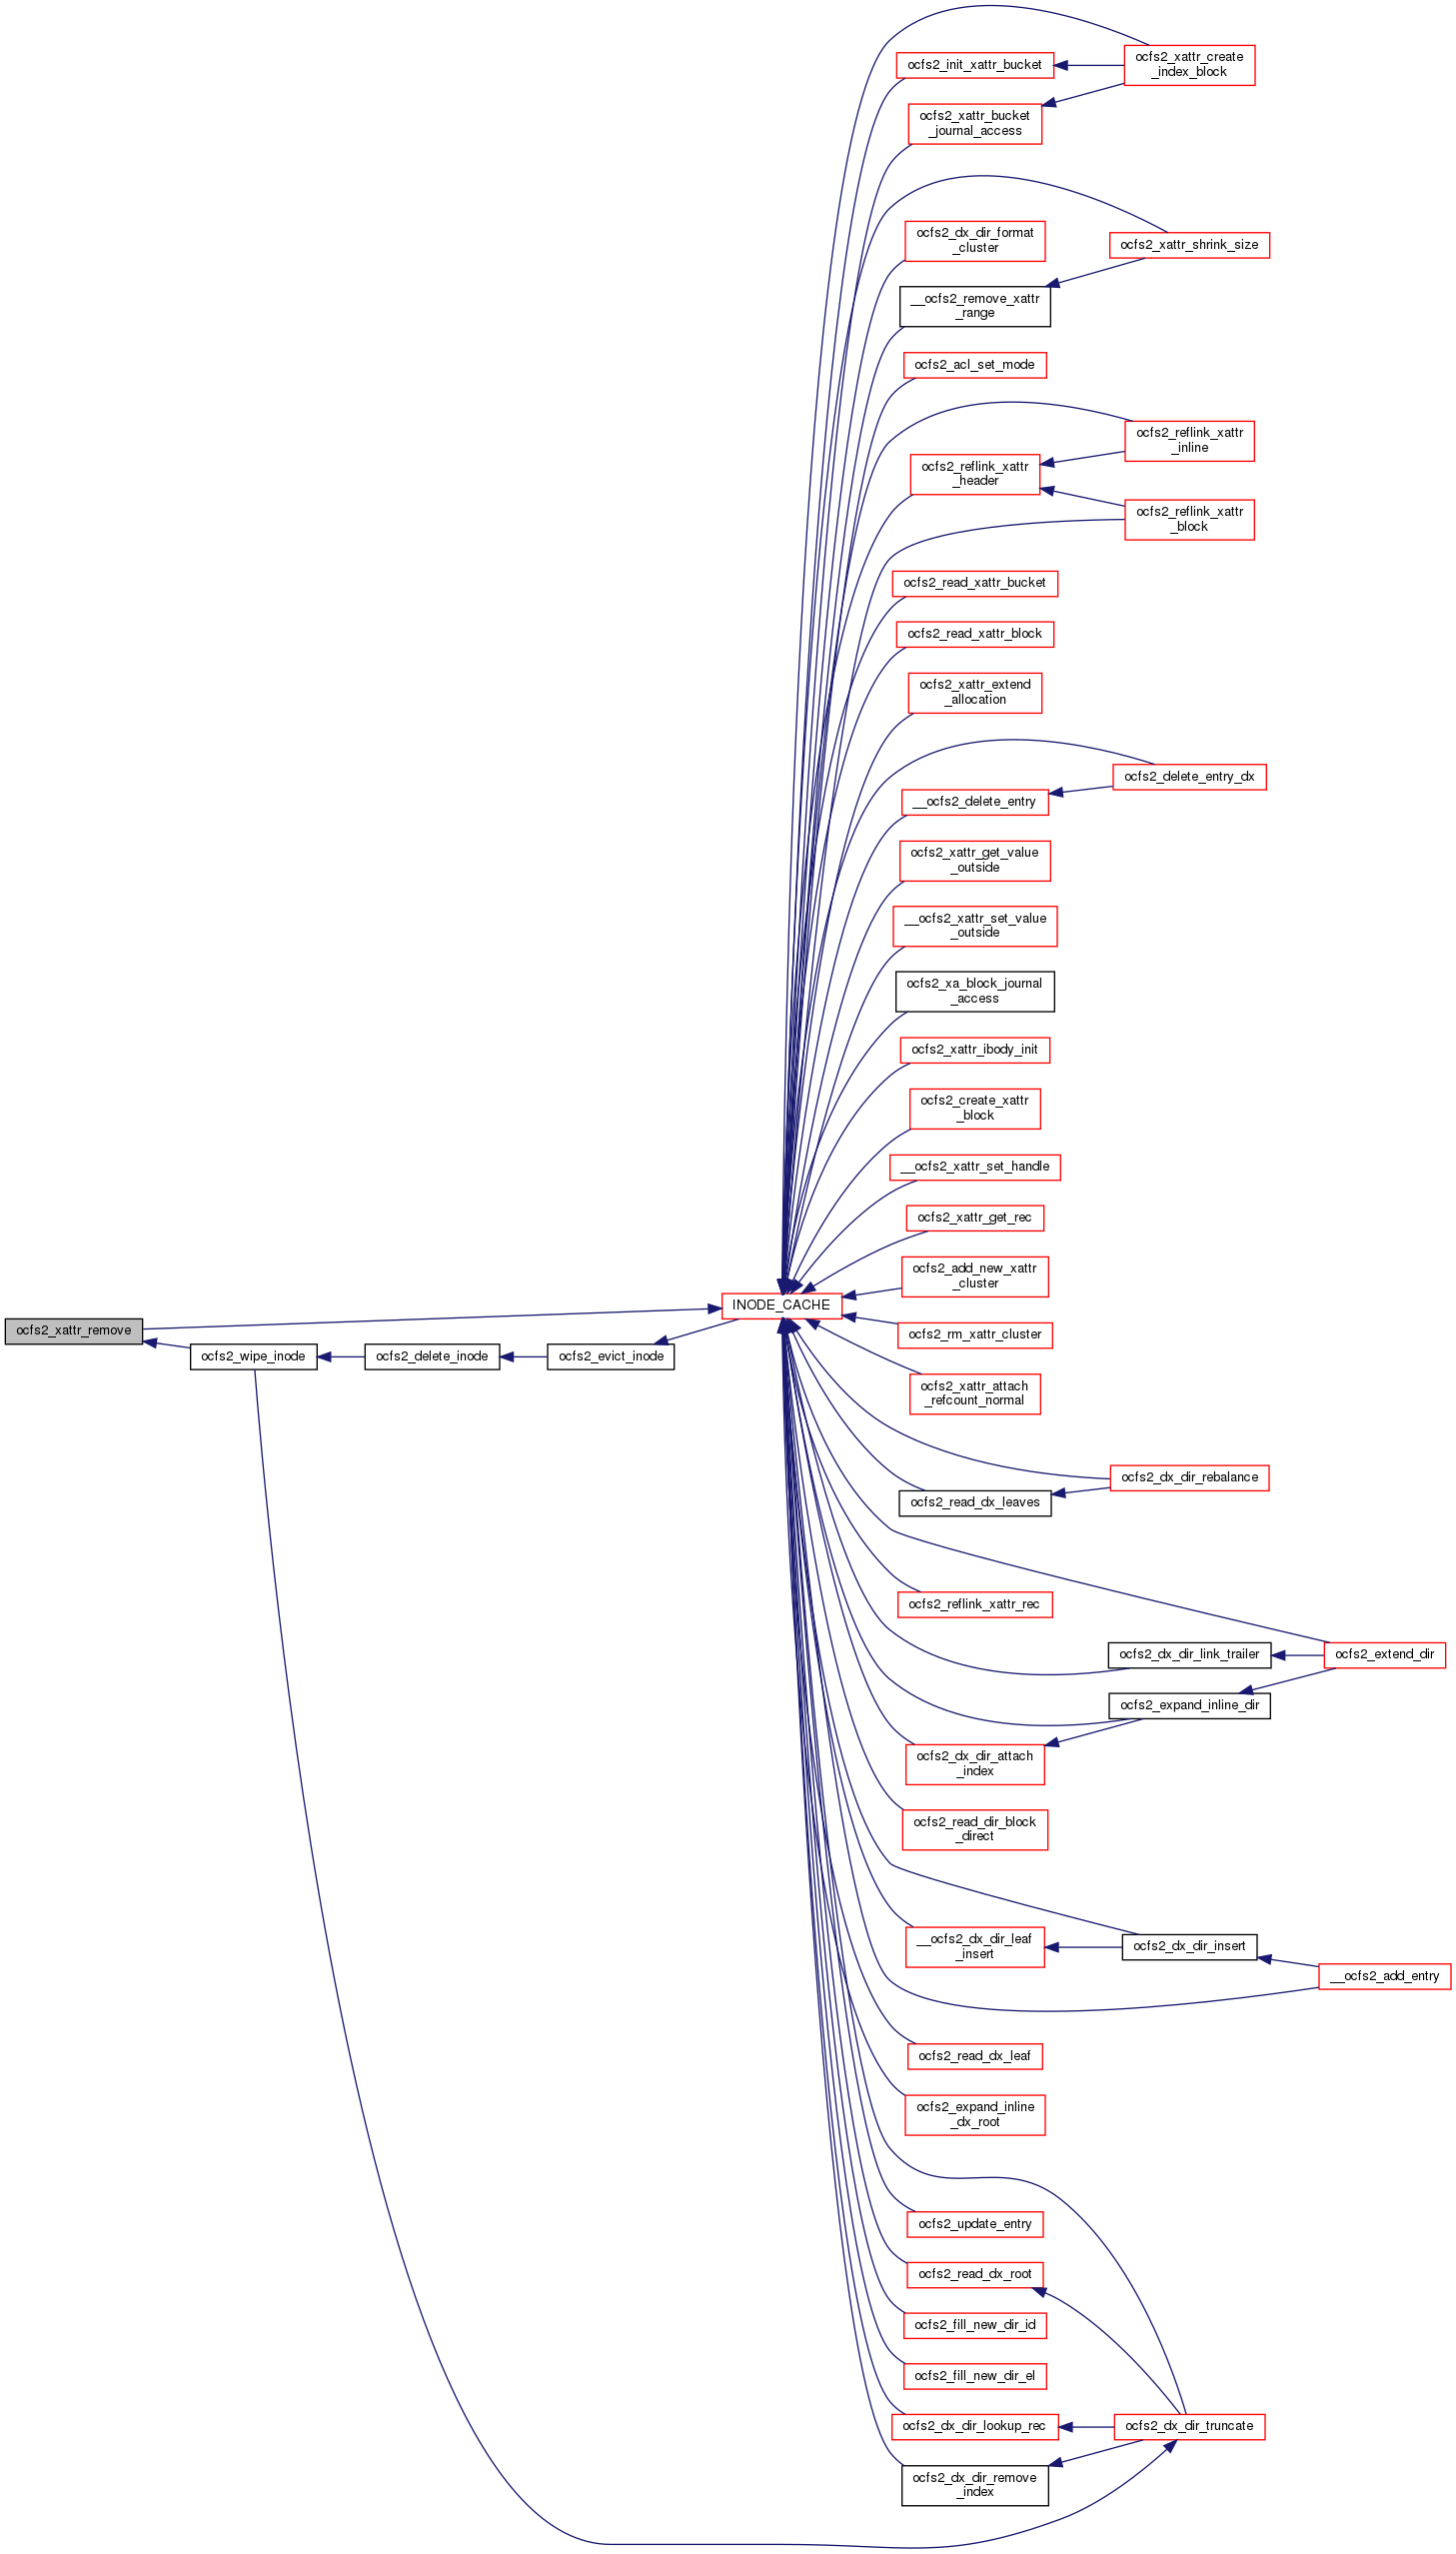 ocfs2_xattr_create
_index_block
ocfs2_init_xattr_bucket
ocfs2_xattr_bucket
_journal_access
ocfs2_dx_dir_format
_cluster
ocfs2_xattr_shrink_size
__ocfs2_remove_xattr
_range
ocfs2_acl_set_mode
ocfs2_reflink_xattr
_inline
ocfs2_reflink_xattr
_header
ocfs2_reflink_xattr
_block
ocfs2_read_xattr_bucket
ocfs2_read_xattr_block
ocfs2_xattr_extend
_allocation
ocfs2_delete_entry_dx
__ocfs2_delete_entry
ocfs2_xattr_get_value
_outside
__ocfs2_xattr_set_value
_outside
ocfs2_xa_block_journal
_access
ocfs2_xattr_ibody_init
ocfs2_create_xattr
_block
__ocfs2_xattr_set_handle
ocfs2_xattr_get_rec
ocfs2_add_new_xattr
_cluster
INODE_CACHE
ocfs2_xattr_remove
ocfs2_rm_xattr_cluster
ocfs2_wipe_inode
ocfs2_delete_inode
ocfs2_evict_inode
ocfs2_xattr_attach
_refcount_normal
ocfs2_dx_dir_rebalance
ocfs2_read_dx_leaves
ocfs2_reflink_xattr_rec
ocfs2_dx_dir_link_trailer
ocfs2_extend_dir
ocfs2_expand_inline_dir
ocfs2_dx_dir_attach
_index
ocfs2_read_dir_block
_direct
__ocfs2_dx_dir_leaf
_insert
ocfs2_dx_dir_insert
__ocfs2_add_entry
ocfs2_read_dx_leaf
ocfs2_expand_inline
_dx_root
ocfs2_update_entry
ocfs2_read_dx_root
ocfs2_fill_new_dir_id
ocfs2_fill_new_dir_el
ocfs2_dx_dir_lookup_rec
ocfs2_dx_dir_truncate
ocfs2_dx_dir_remove
_index